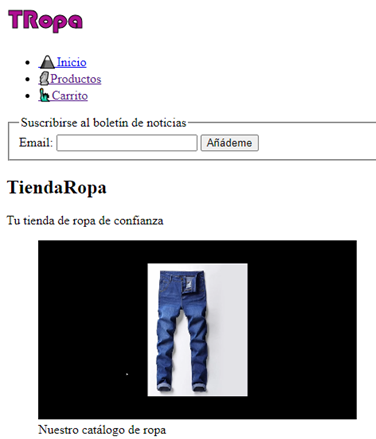 TRopa
Inicio
Productos
Carrito
Suscribirse al boletín de noticias
Email: Añádeme
TiendaRopa
Tu tienda de ropa de confianza
Nuestro catálogo de ropa